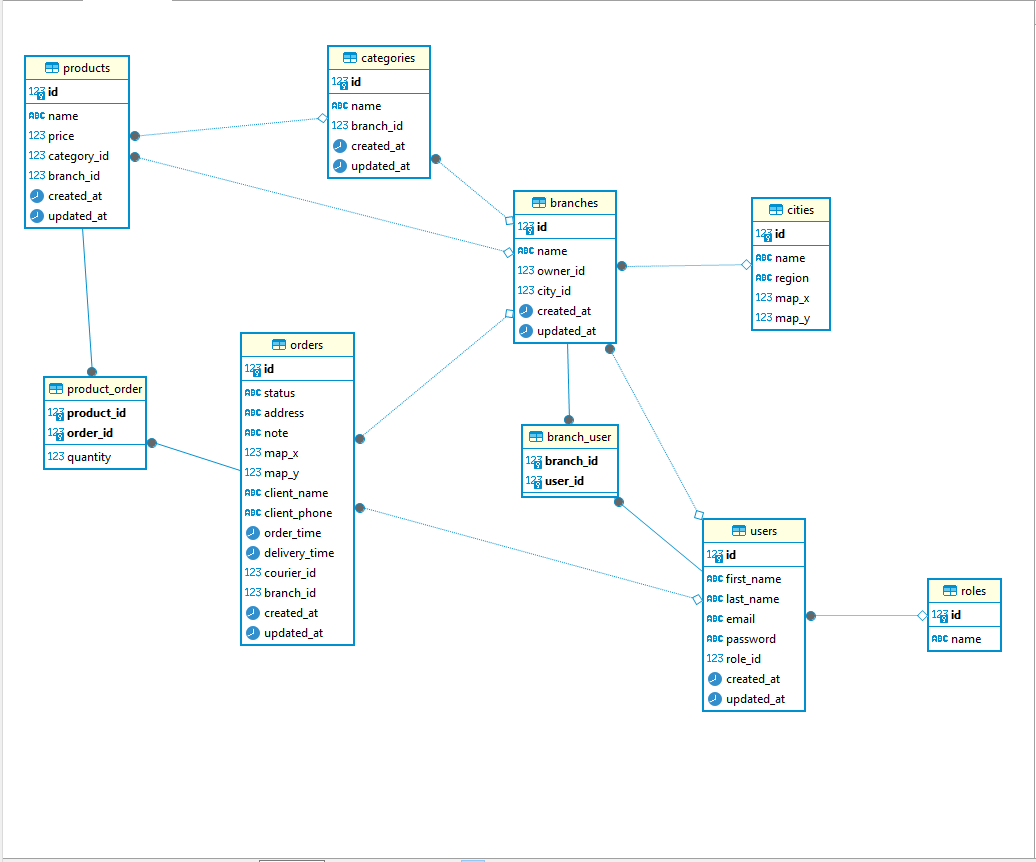 products
123 id
ABC name
123 price
123 category_id
123 branch_id
created_at
updated_at
categories
123 id
ABC name
123 branch_id
created_at
updated_at
branches
123 id
ABC name
123 owner_id
123 city_id
created_at
updated_at
cities
123 id
ABC name
ABC region
123 map_x
123 map_y
orders
123 id
ABC status
ABC address
ABC note
123 map_x
123 map_y
ABC client_name
ABC client_phone
order_time
delivery_time
123 courier_id
123 branch_id
created_at
updated_at
product_order
123 product_id
123 order_id
123 quantity
branch_user
123 branch_id
123 user_id
users
123 id
ABC first_name
ABC last_name
ABC email
ABC password
123 role_id
created_at
updated_at
roles
123 id
ABC name